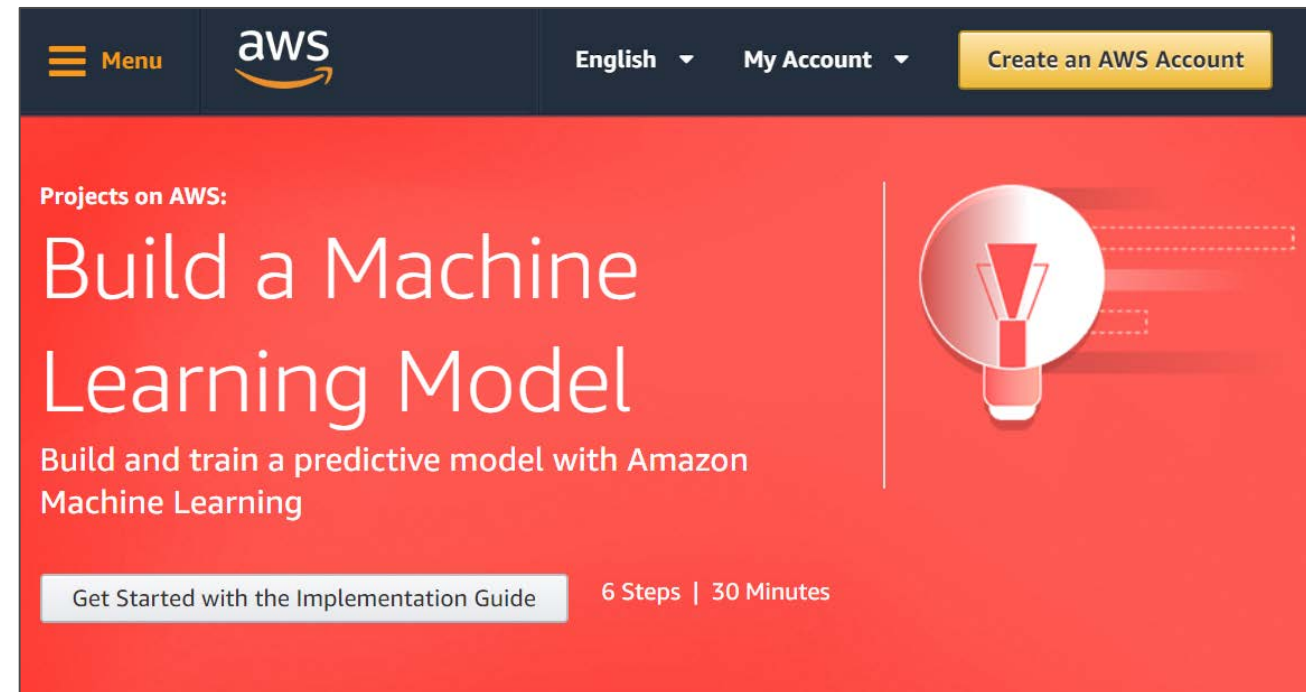 Menu
aws
English
My Account
Create an AWS Account
Projects on AWS:
Build a Machine
Learning Model
Build and train a predictive model with Amazon
Machine Learning
Get Started with the Implementation Guide
6 Steps | 30 Minutes